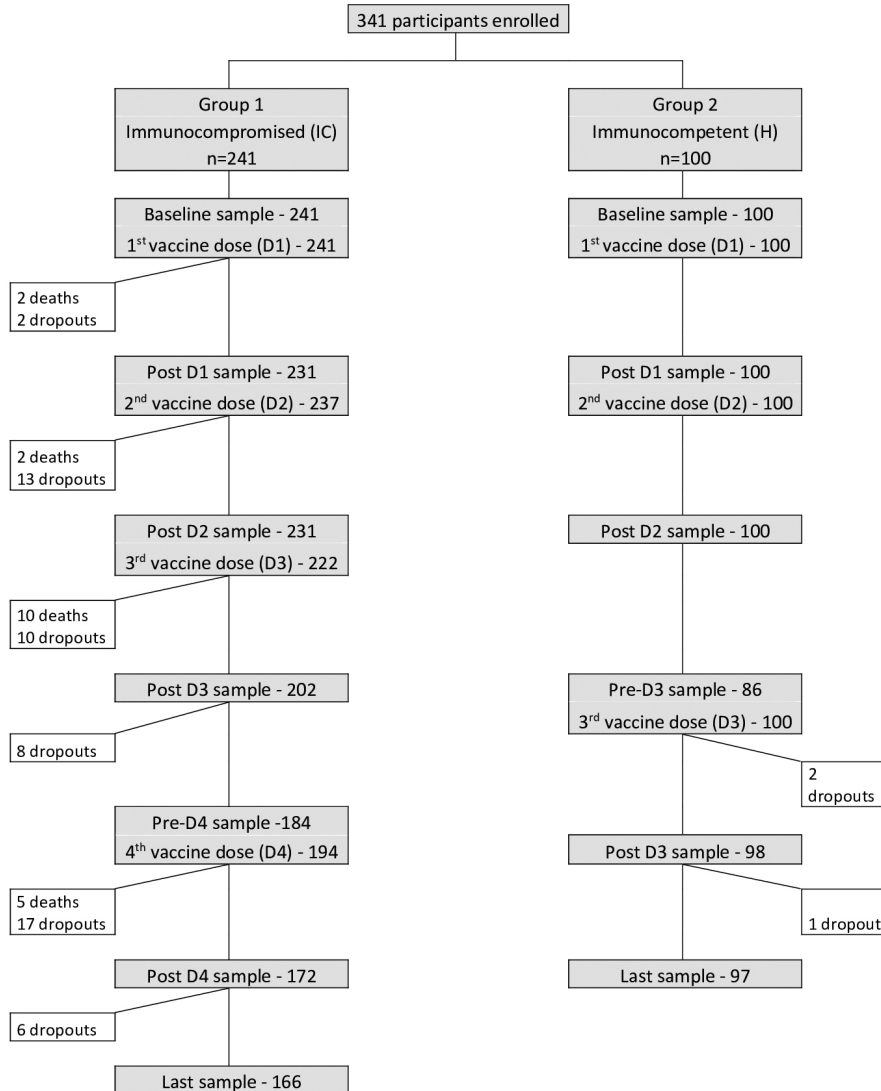 341 participants enrolled
Group 1
Immunocompromised (IC)
n=241
Group 2
Immunocompetent (H)
n=100
Baseline sample - 241
1st vaccine dose (D1) - 241
Baseline sample - 100
1st vaccine dose (D1) - 100
2 deaths
2 dropouts
Post D1 sample - 231
2nd vaccine dose (D2) - 237
Post D1 sample - 100
2nd vaccine dose (D2) - 100
2 deaths
13 dropouts
Post D2 sample - 231
3rd vaccine dose (D3) - 222
Post D2 sample - 100
10 deaths
10 dropouts
Post D3 sample - 202
Pre-D3 sample - 86
3rd vaccine dose (D3) - 100
8 dropouts
2
dropouts
Pre-D4 sample -184
4th vaccine dose (D4) - 194
Post D3 sample - 98
5 deaths
17 dropouts
1 dropout
Post D4 sample - 172
Last sample - 97
6 dropouts
Last sample - 166